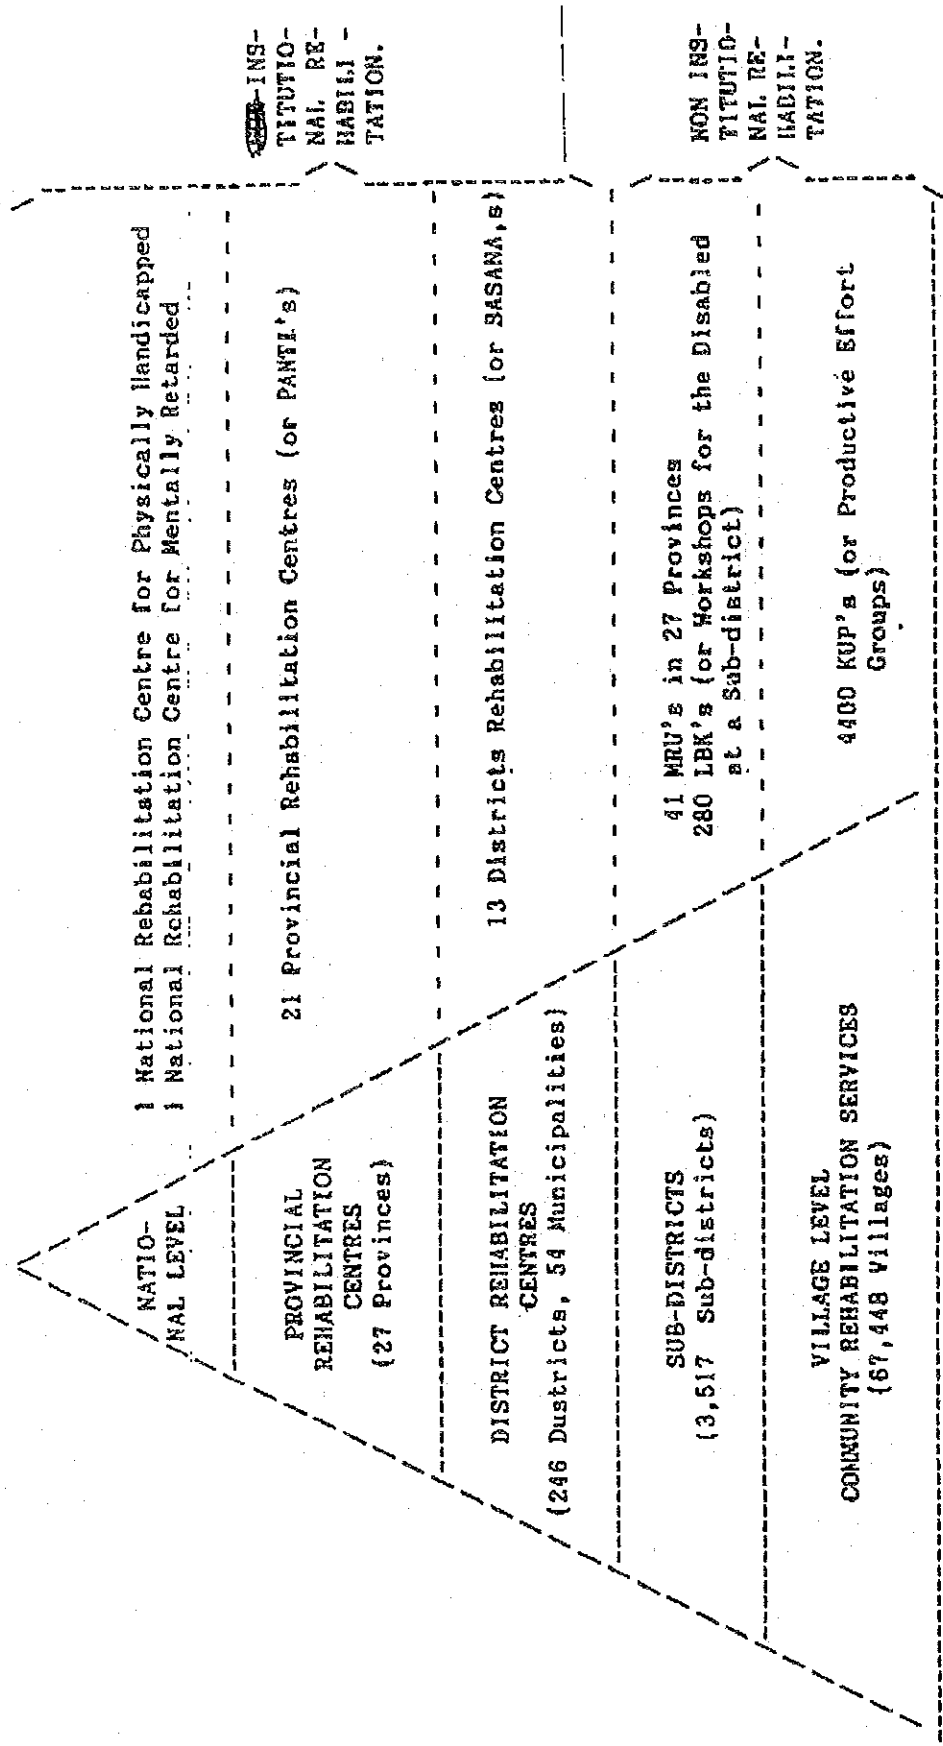 NATIO-
NAL LEVEL
1 National Rehabilitation Centre for Physically Handicapped
1 National Rehabilitation Centre for Mentally Retarded
PROVINCIAL
REHABILITATION
CENTRES
(27 Provinces)
21 Provincial Rehabilitation Centres (or PANTI's)
DISTRICT REHABILITATION
CENTRES
(246 Dustricts, 54 Municipalities)
13 Districts Rehabilitation Centres (or SASANA,s)
INS-
TITUTIO-
NAL RE-
HABILI -
TATION.
SUB-DISTRICTS
(3,517 Sub-districts)
41 MRU's in 27 Provinces
280 LBK's (or Workshops for the Disabled
at a Sub-district)
VILLAGE LEVEL
COMMUNITY REHABILITATION SERVICES
(67,448 Villages)
4400 KUP's (or Productive Effort
Groups)
NON INS-
TITUTIO-
NAL RE-
HABILI-
TATION.